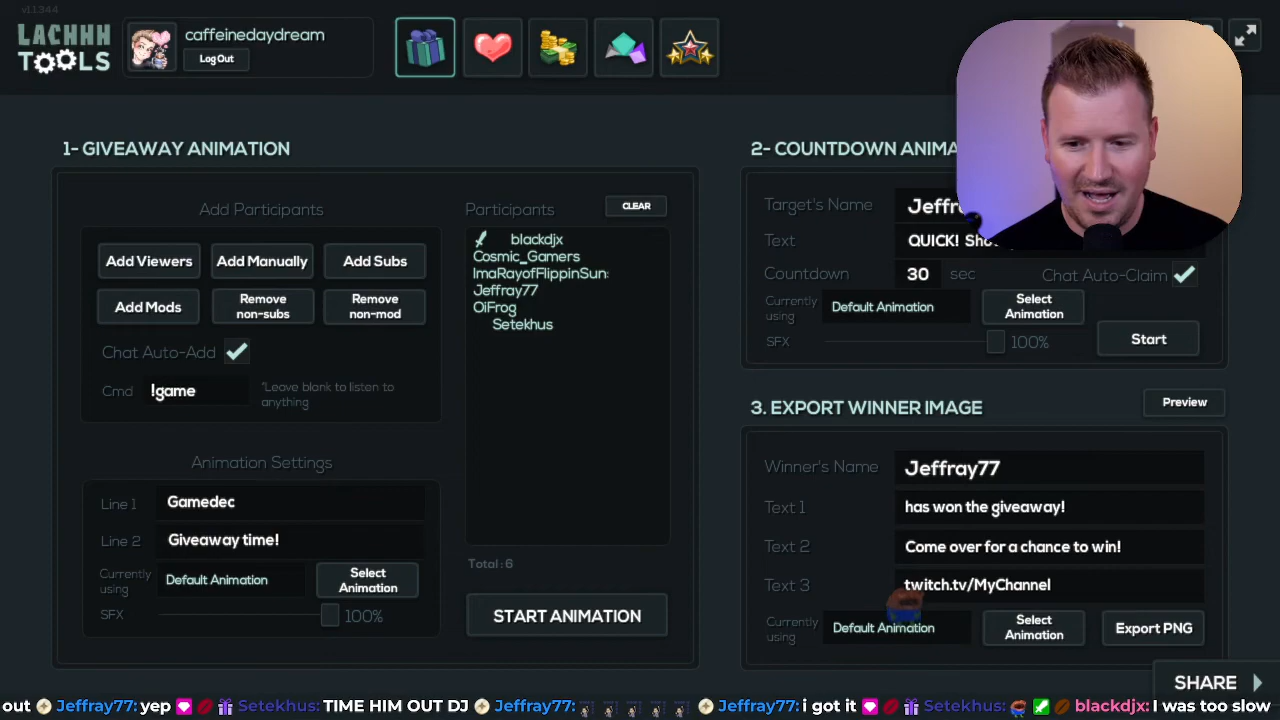 v1.1.344
LACHHH
TOOLS
caffeinedaydream
Log Out
1- GIVEAWAY ANIMATION
Add Participants
Add Viewers
Add Manually
Add Subs
Add Mods
Remove
non-subs
Remove
non-mod
Chat Auto-Add
Cmd
!game
*Leave blank to listen to
anything
Animation Settings
Line 1
Gamedec
Line 2
Giveaway time!
Currently
using
Default Animation
Select
Animation
SFX
100%
Participants
CLEAR
blackdjx
Cosmic_Gamers
ImaRayofFlippinSun
Jeffray77
OiFrog
Setekhus
Total : 6
START ANIMATION
2- COUNTDOWN ANIMA
Target's Name
Jeffr
Text
QUICK! Sho
Countdown
30 sec
Chat Auto-Claim
Currently
using
Default Animation
Select
Animation
SFX
100%
Start
3. EXPORT WINNER IMAGE
Preview
Winner's Name
Jeffray77
Text 1
has won the giveaway!
Text 2
Come over for a chance to win!
Text 3
twitch.tv/MyChannel
Currently
using
Default Animation
Select
Animation
Export PNG
SHARE
out Jeffray77: yep Setekhus: TIME HIM OUT DJ Jeffray77: Jeffray77: i got it Setekhus: blackdjx: I was too slow